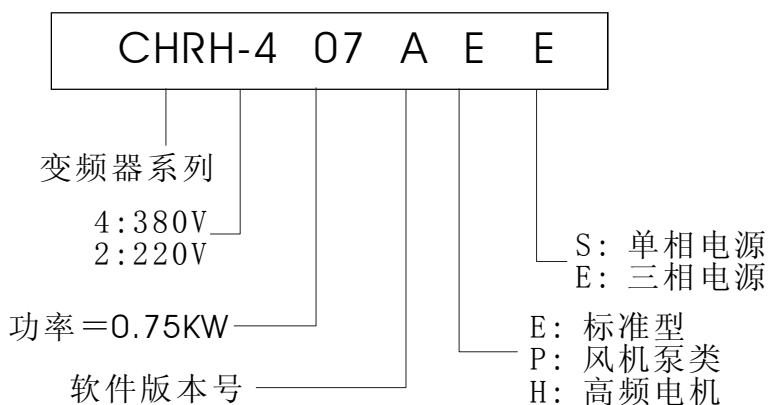 CHRH-4 07 A E E
变频器系列
4:380V
2:220V
S: 单相电源
E: 三相电源
功率=0.75KW
E: 标准型
P: 风机泵类
H: 高频电机
软件版本号